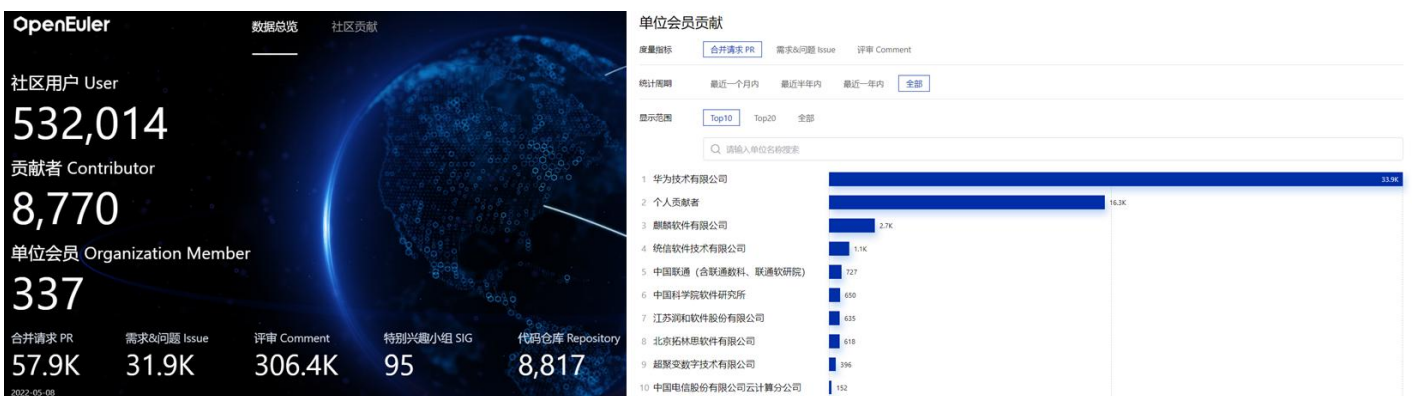 OpenEuler
数据总览
社区贡献
社区用户 User
532,014
贡献者 Contributor
8,770
单位会员 Organization Member
337
合并请求 PR
57.9K
需求&问题 Issue
31.9K
评审 Comment
306.4K
特别兴趣小组 SIG
95
代码仓库 Repository
8,817
2022-05-08
单位会员贡献
度量指标 合并请求 PR 需求&问题 Issue 评审 Comment
统计周期 最近一个月内 最近半年内 最近一年内 全部
显示范围 Top10 Top20 全部
请输入单位名称搜索
1 华为技术有限公司 33.9K
2 个人贡献者 16.3K
3 麒麟软件有限公司 2.7K
4 统信软件技术有限公司 1.1K
5 中国联通（含联通数科、联通软研院） 727
6 中国科学院软件研究所 650
7 江苏润和软件股份有限公司 635
8 北京拓林思软件有限公司 618
9 超聚变数字技术有限公司 396
10 中国电信股份有限公司云计算分公司 152